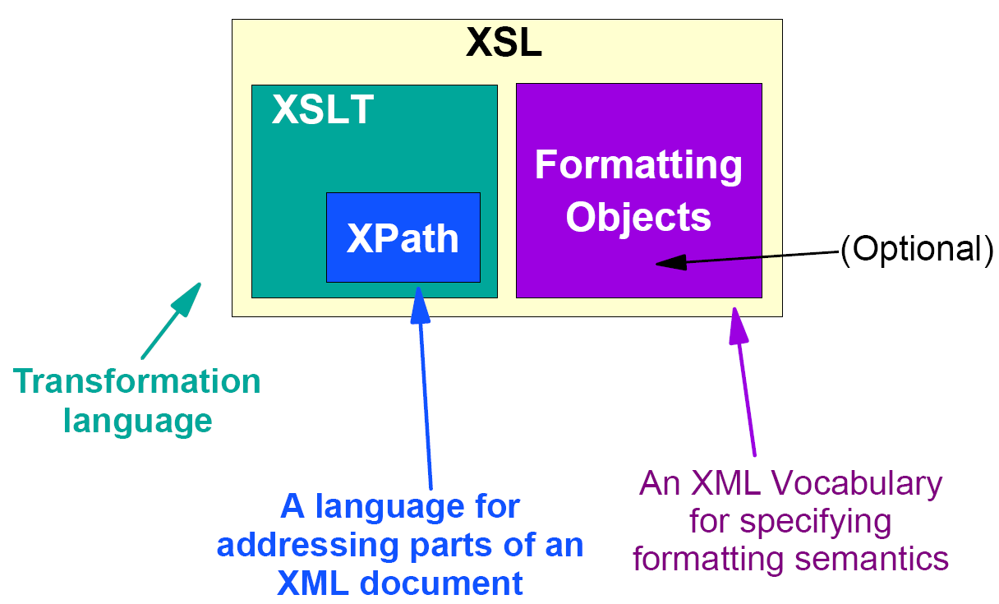 XSL
XSLT
Formatting
Objects
XPath
(Optional)
Transformation
language
An XML Vocabulary
for specifying
formatting semantics
A language for
addressing parts of an
XML document